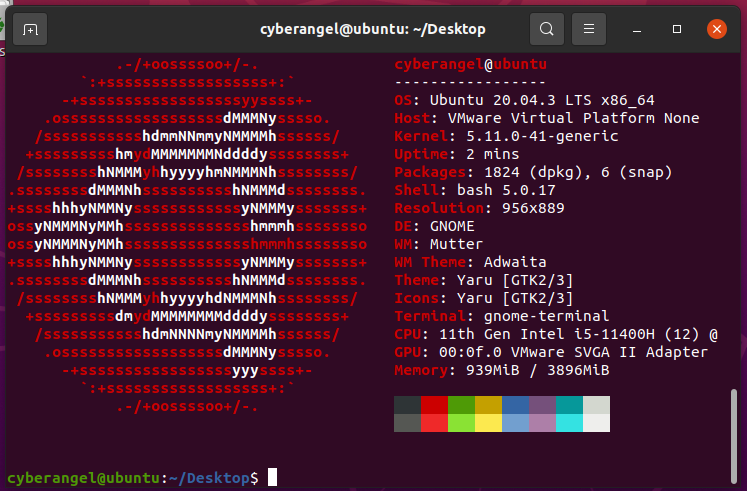 cyberangel@ubuntu: ~/Desktop
.-/+oossssoo+/-.
`:+ssssssssssssssssss+:`
-+ssssssssssssssssssyyssss+-
.ossssssssssssssssssdMMMNysssso.
/ssssssssssshdmmNNmmyNMMMMhssssss/
+ssssssssshmydMMMMMMMNddddyssssssss+
/sssssssshNMMMyhhyyyyhmNMMMNhssssssss/
.ssssssssdMMMNhsssssssssshNMMMdssssssss.
+sssshhhyNMMNyssssssssssssyNMMMysssssss+
ossyNMMMNyMMhsssssssssssssshmmmhssssssso
ossyNMMMNyMMhsssssssssssssshmmmhssssssso
+sssshhhyNMMNyssssssssssssyNMMMysssssss+
.ssssssssdMMMNhsssssssssshNMMMdssssssss.
/sssssssshNMMMyhhyyyyhdNMMMNhssssssss/
+sssssssssdmydMMMMMMMMddddyssssssss+
/ssssssssssshdmNNNNmyNMMMMhssssss/
.ossssssssssssssssssdMMMNysssso.
-+sssssssssssssssssyyyssss+-
`:+ssssssssssssssssss+:`
.-/+oossssoo+/-.
cyberangel@ubuntu
-----------------
OS: Ubuntu 20.04.3 LTS x86_64
Host: VMware Virtual Platform None
Kernel: 5.11.0-41-generic
Uptime: 2 mins
Packages: 1824 (dpkg), 6 (snap)
Shell: bash 5.0.17
Resolution: 956x889
DE: GNOME
WM: Mutter
WM Theme: Adwaita
Theme: Yaru [GTK2/3]
Icons: Yaru [GTK2/3]
Terminal: gnome-terminal
CPU: 11th Gen Intel i5-11400H (12) @
GPU: 00:0f.0 VMware SVGA II Adapter
Memory: 939MiB / 3896MiB
cyberangel@ubuntu:~/Desktop$